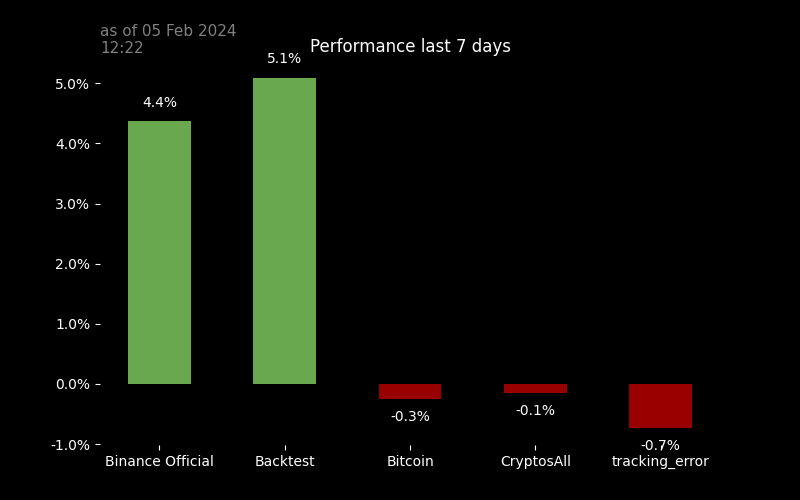 as of 05 Feb 2024
12:22
Performance last 7 days
5.1%
5.0%
4.4%
4.0%
3.0%
2.0%
1.0%
0.0%
-0.3%
-0.1%
-1.0%
-0.7%
Binance Official
Backtest
Bitcoin
CryptosAll
tracking_error